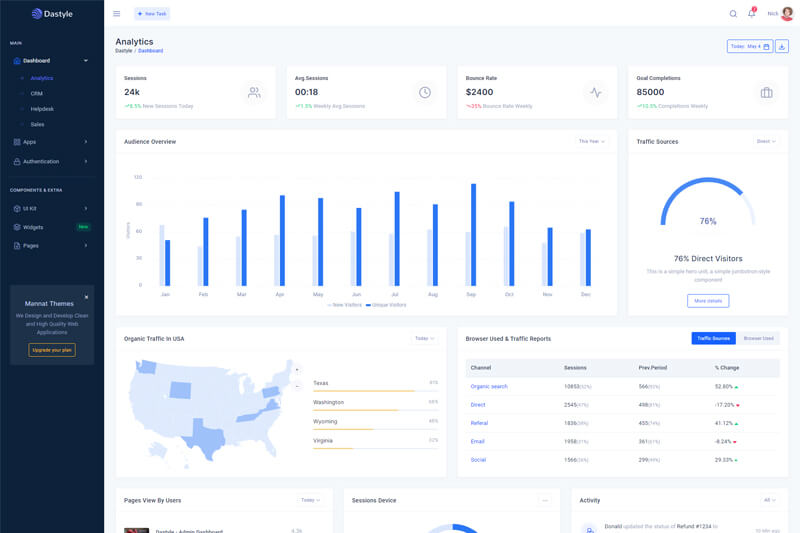 Dastyle
+ New Task
2
Nick
MAIN
Dashboard
Analytics
CRM
Helpdesk
Sales
Apps
Authentication
COMPONENTS & EXTRA
UI Kit
Widgets New
Pages
×
Mannat Themes
We Design and Develop Clean
and High Quality Web
Applications
Upgrade your plan
Analytics
Dastyle / Dashboard
Today: May 4
Sessions
24k
8.5% New Sessions Today
Avg.Sessions
00:18
1.5% Weekly Avg.Sessions
Bounce Rate
$2400
35% Bounce Rate Weekly
Goal Completions
85000
10.5% Completions Weekly
Audience Overview
This Year
120
90
60
30
0
Visitors
Jan Feb Mar Apr May Jun Jul Aug Sep Oct Nov Dec
New Visitors Unique Visitors
Traffic Sources
Direct
76%
76% Direct Visitors
This is a simple hero unit, a simple jumbotron-style
component
More details
Organic Traffic In USA
Today
+
−
Texas
Washington
Wyoming
Virginia
Browser Used & Traffic Reports
Traffic Sources Browser Used
Channel Sessions Prev.Period % Change
Organic search 10853(52%) 566(92%) 52.80%
Direct 2545(47%) 498(81%) -17.20%
Referal 1836(38%) 455(74%) 41.12%
Email 1958(31%) 361(61%) -8.24%
Social 1566(26%) 299(49%) 29.33%
Pages View By Users
Today
Dastyle - Admin Dashboard 4.3K
Sessions Device
...
Activity
All
Donald updated the status of Refund #1234 to
10 Min ago